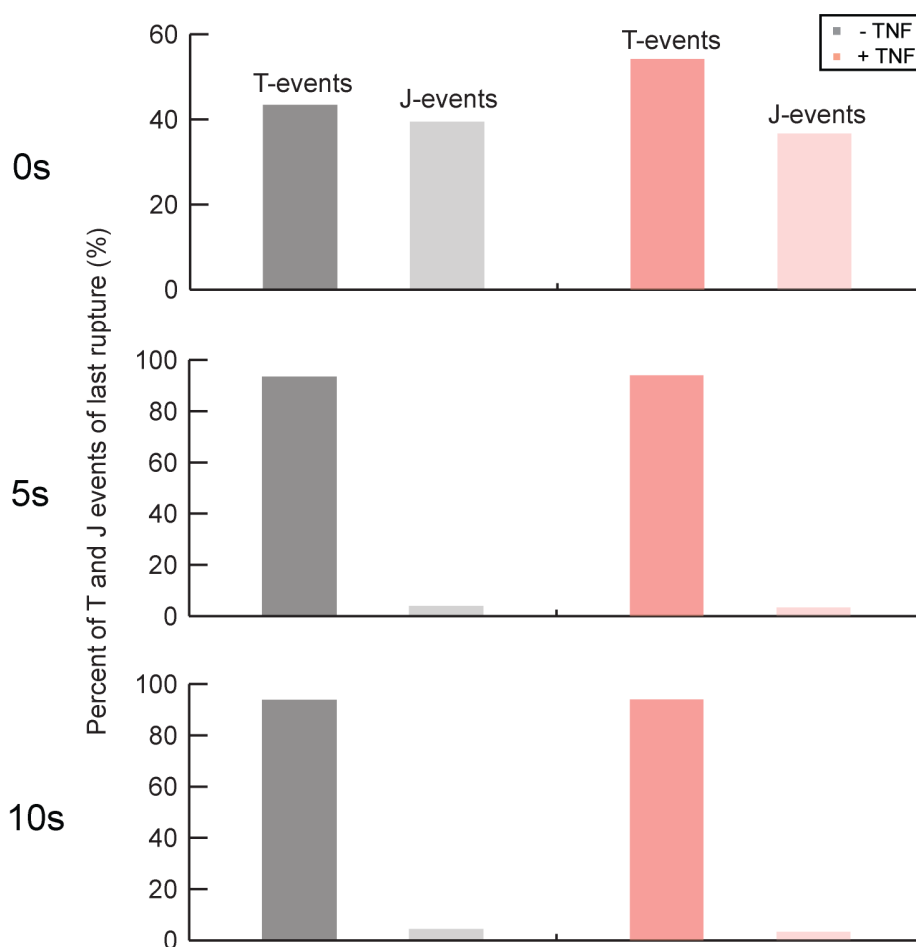 - TNF
+ TNF
Percent of T and J events of last rupture (%)
0s
60
40
20
0
T-events
J-events
T-events
J-events
5s
100
80
60
40
20
0
10s
100
80
60
40
20
0